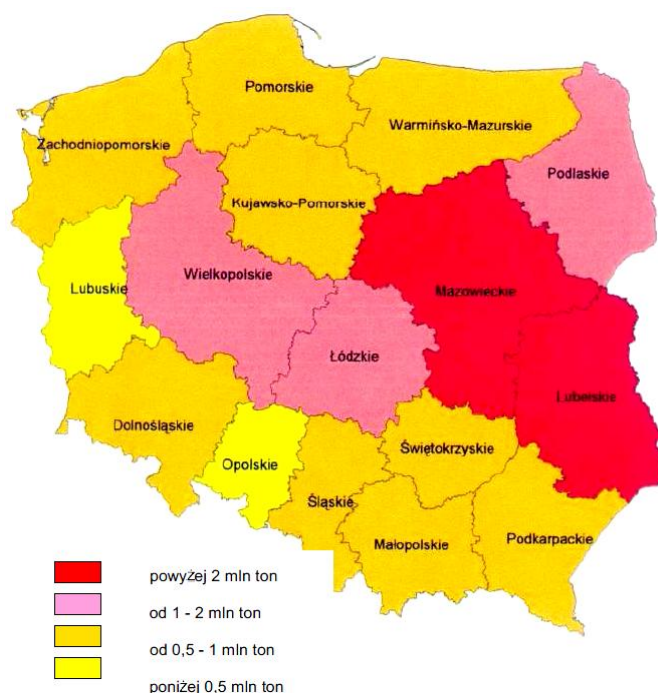 Pomorskie
Warmińsko-Mazurskie
Zachodniopomorskie
Podlaskie
Kujawsko-Pomorskie
Wielkopolskie
Lubuskie
Mazowieckie
Łódzkie
Lubelskie
Dolnośląskie
Świętokrzyskie
Opolskie
Śląskie
Podkarpackie
Małopolskie
powyżej 2 mln ton
od 1 - 2 mln ton
od 0,5 - 1 mln ton
poniżej 0.5 mln ton